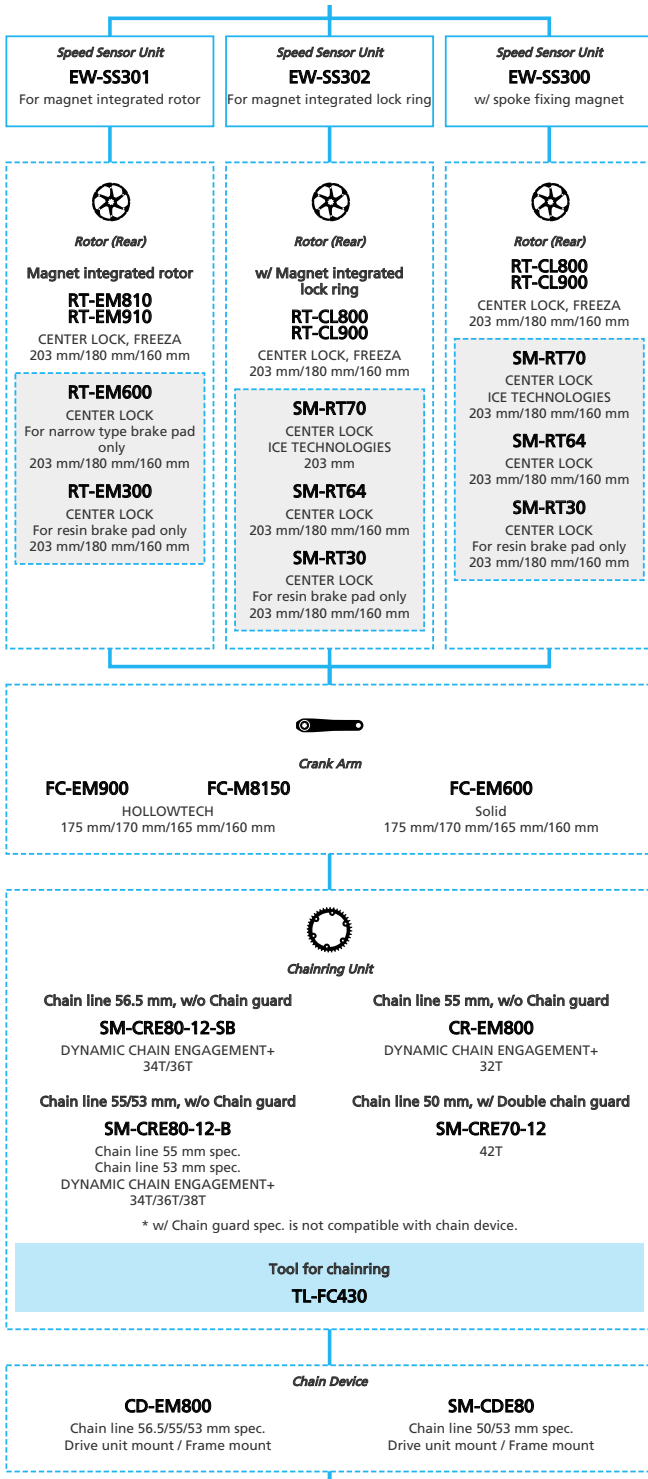 Speed Sensor Unit
EW-SS301
For magnet integrated rotor
Speed Sensor Unit
EW-SS302
For magnet integrated lock ring
Speed Sensor Unit
EW-SS300
w/ spoke fixing magnet
Rotor (Rear)
Magnet integrated rotor
RT-EM810
RT-EM910
CENTER LOCK, FREEZA
203 mm/180 mm/160 mm
RT-EM600
CENTER LOCK
For narrow type brake pad
only
203 mm/180 mm/160 mm
RT-EM300
CENTER LOCK
For resin brake pad only
203 mm/180 mm/160 mm
Rotor (Rear)
w/ Magnet integrated
lock ring
RT-CL800
RT-CL900
CENTER LOCK, FREEZA
203 mm/180 mm/160 mm
SM-RT70
CENTER LOCK
ICE TECHNOLOGIES
203 mm
SM-RT64
CENTER LOCK
203 mm/180 mm/160 mm
SM-RT30
CENTER LOCK
For resin brake pad only
203 mm/180 mm/160 mm
Rotor (Rear)
RT-CL800
RT-CL900
CENTER LOCK, FREEZA
203 mm/180 mm/160 mm
SM-RT70
CENTER LOCK
ICE TECHNOLOGIES
203 mm/180 mm/160 mm
SM-RT64
CENTER LOCK
203 mm/180 mm/160 mm
SM-RT30
CENTER LOCK
For resin brake pad only
203 mm/180 mm/160 mm
Crank Arm
FC-EM900 FC-M8150
HOLLOWTECH
175 mm/170 mm/165 mm/160 mm
FC-EM600
Solid
175 mm/170 mm/165 mm/160 mm
Chainring Unit
Chain line 56.5 mm, w/o Chain guard
SM-CRE80-12-SB
DYNAMIC CHAIN ENGAGEMENT+
34T/36T
Chain line 55 mm, w/o Chain guard
CR-EM800
DYNAMIC CHAIN ENGAGEMENT+
32T
Chain line 55/53 mm, w/o Chain guard
SM-CRE80-12-B
Chain line 55 mm spec.
Chain line 53 mm spec.
DYNAMIC CHAIN ENGAGEMENT+
34T/36T/38T
Chain line 50 mm, w/ Double chain guard
SM-CRE70-12
42T
* w/ Chain guard spec. is not compatible with chain device.
Tool for chainring
TL-FC430
Chain Device
CD-EM800
Chain line 56.5/55/53 mm spec.
Drive unit mount / Frame mount
SM-CDE80
Chain line 50/53 mm spec.
Drive unit mount / Frame mount